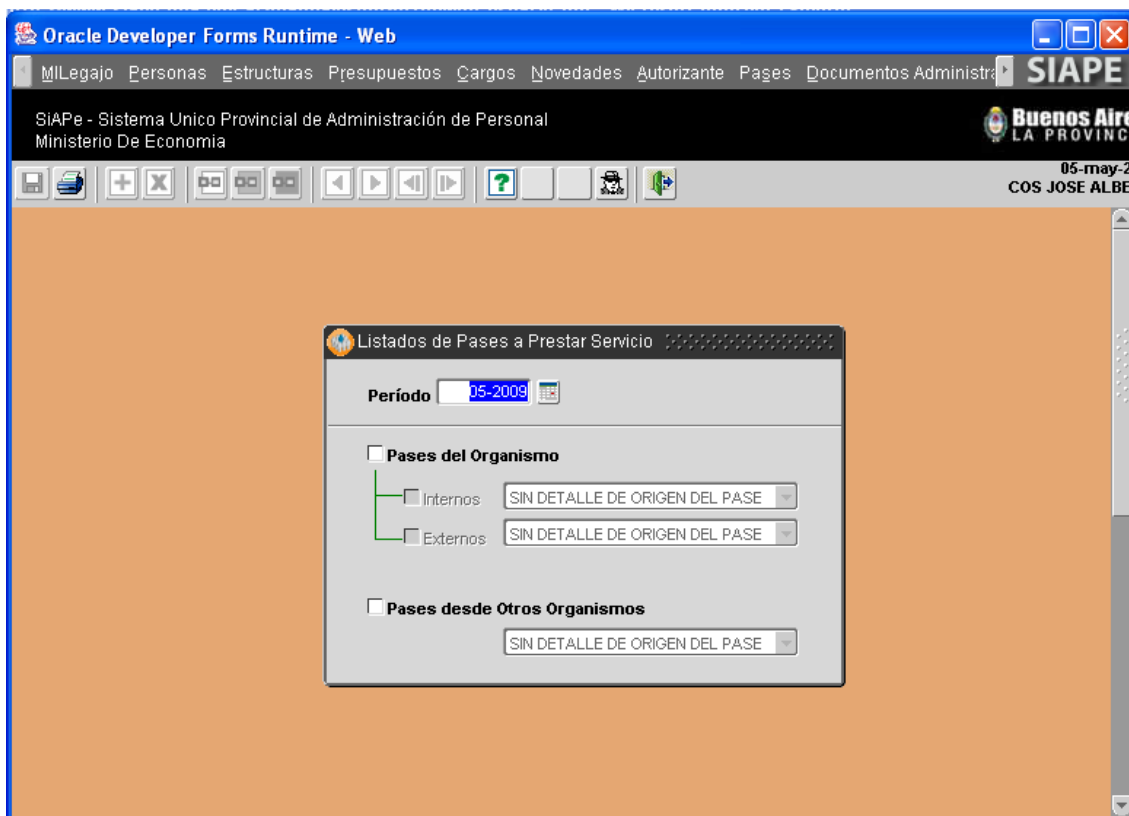 Oracle Developer Forms Runtime - Web
MILegajo Personas Estructuras Presupuestos Cargos Novedades Autorizante Pases Documentos Administra SIAPE
SiAPe - Sistema Unico Provincial de Administración de Personal
Ministerio De Economia
Buenos Aire
LA PROVINC
05-may-2
COS JOSE ALBE
Listados de Pases a Prestar Servicio
Período 05-2009
Pases del Organismo
Internos SIN DETALLE DE ORIGEN DEL PASE
Externos SIN DETALLE DE ORIGEN DEL PASE
Pases desde Otros Organismos
SIN DETALLE DE ORIGEN DEL PASE